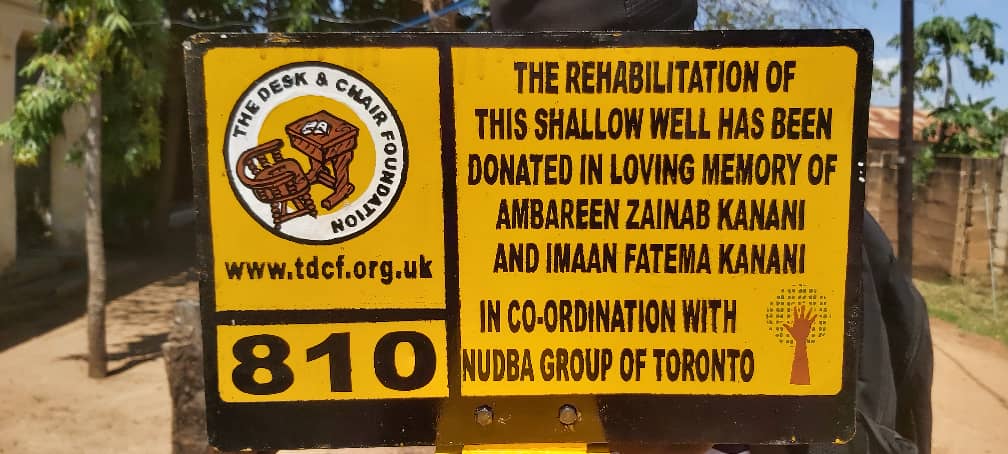 THE DESK & CHAIR FOUNDATION
www.tdcf.org.uk
810
THE REHABILITATION OF
THIS SHALLOW WELL HAS BEEN
DONATED IN LOVING MEMORY OF
AMBAREEN ZAINAB KANANI
AND IMAAN FATEMA KANANI
IN CO-ORDINATION WITH
NUDBA GROUP OF TORONTO